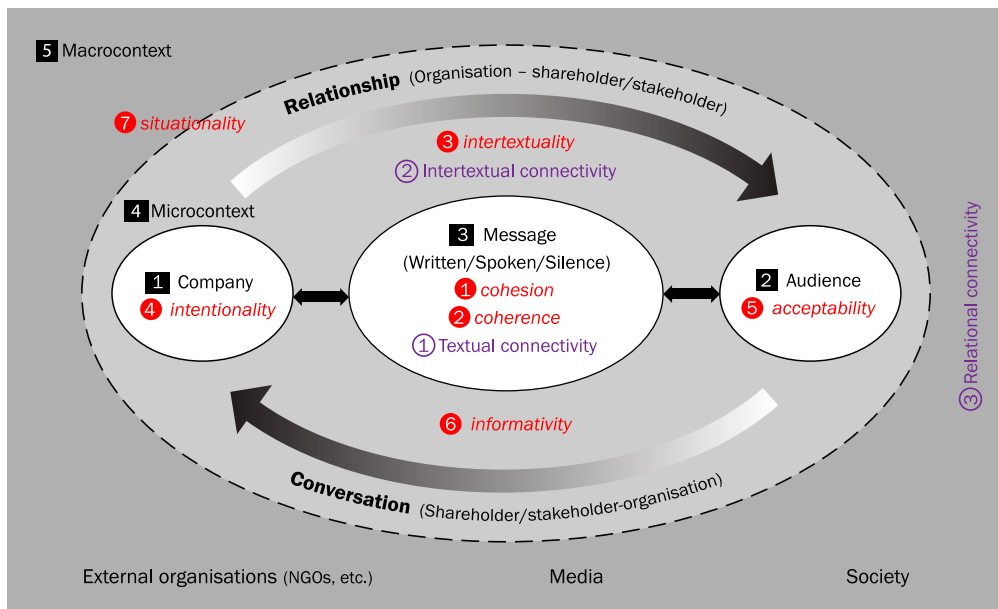 5 Macrocontext
Relationship (Organisation – shareholder/stakeholder)
7 situationality
3 intertextuality
2 Intertextual connectivity
4 Microcontext
1 Company
4 intentionality
3 Message
(Written/Spoken/Silence)
1 cohesion
2 coherence
1 Textual connectivity
2 Audience
5 acceptability
3 Relational connectivity
6 informativity
Conversation (Shareholder/stakeholder-organisation)
External organisations (NGOs, etc.)
Media
Society